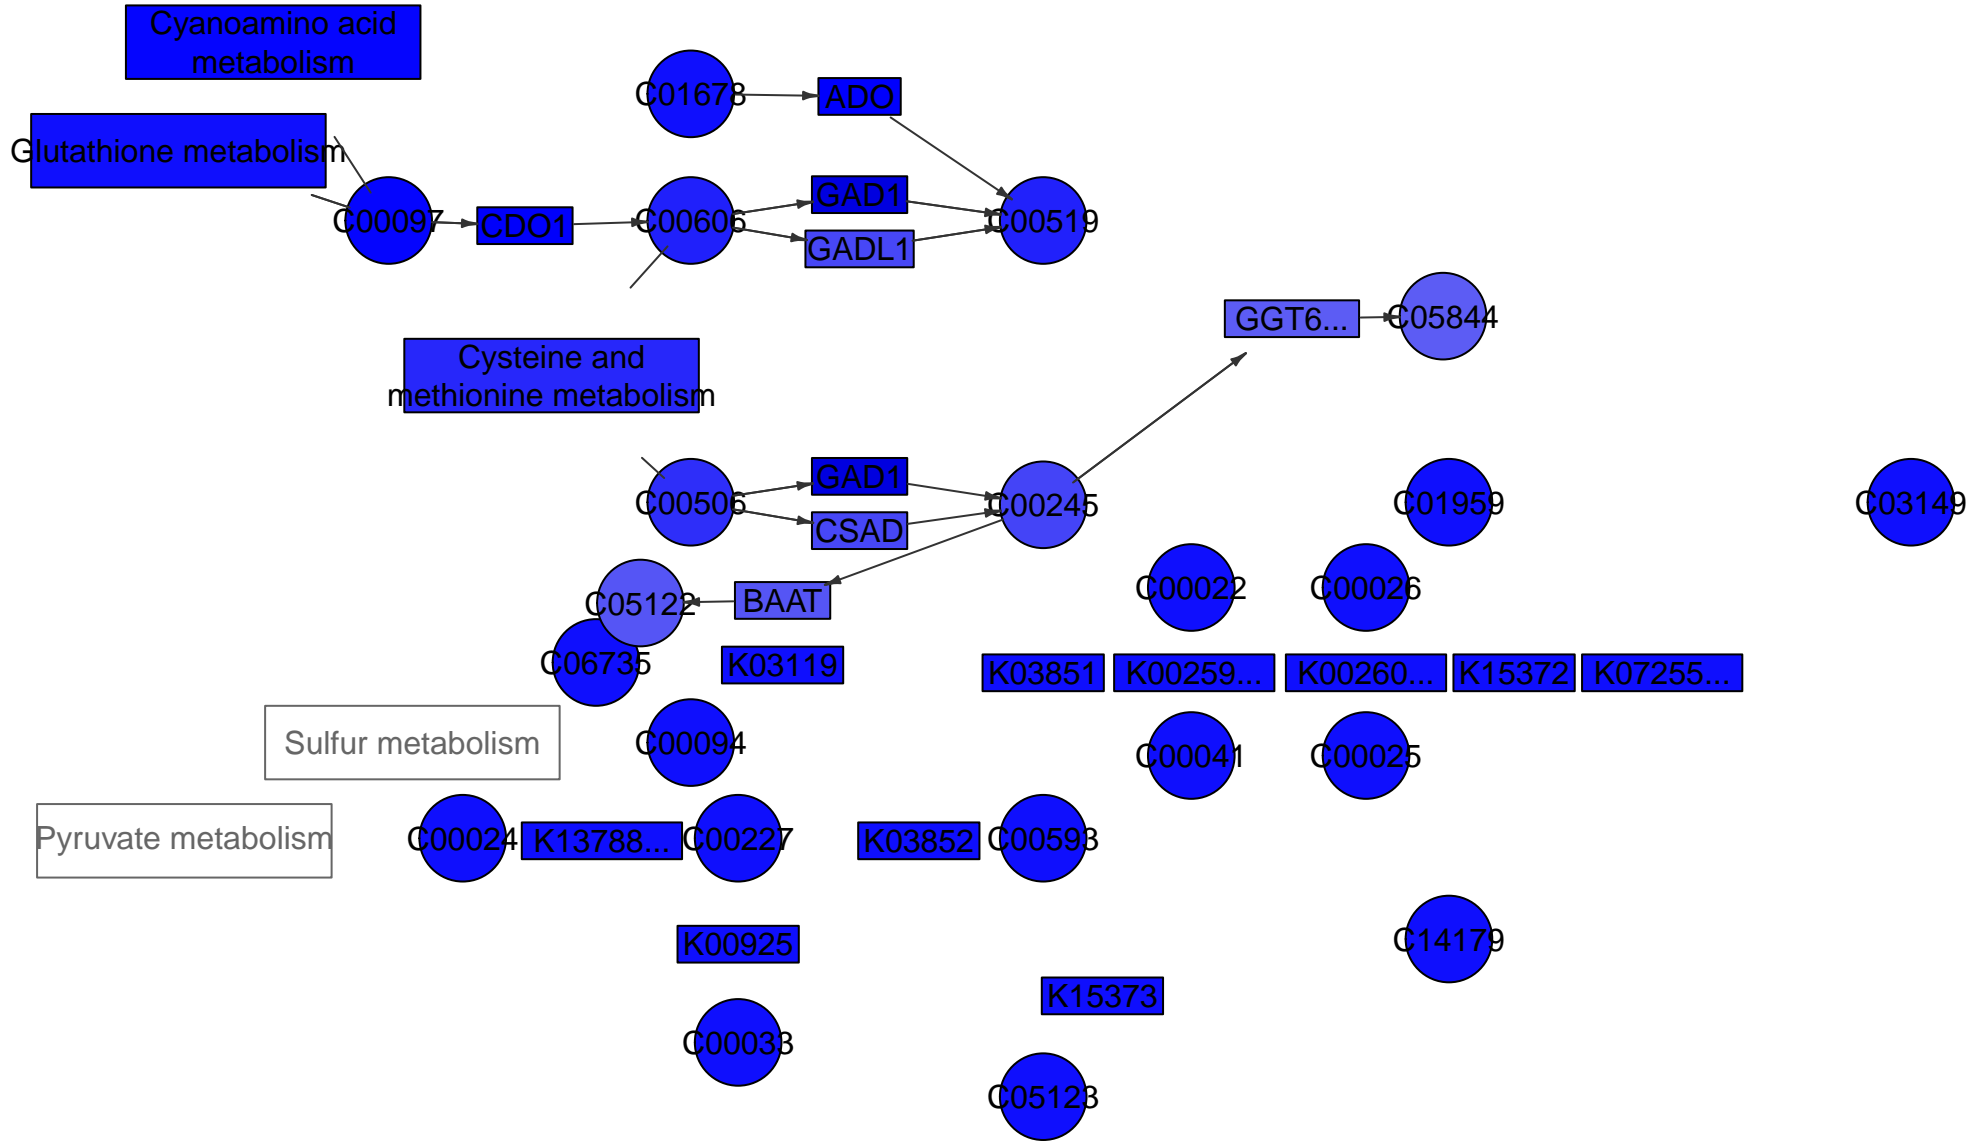 Cyanoamino acid
metabolism
C01678
ADO
Glutathione metabolism
C00097
CDO1
C00606
GAD1
GADL1
C00519
GGT6...
C05844
Cysteine and
methionine metabolism
C00506
GAD1
CSAD
C00245
C01959
C03149
C05122
BAAT
C00022
C00026
C06735
K03119
K03851
K00259...
K00260...
K15372
K07255...
Sulfur metabolism
C00094
C00041
C00025
Pyruvate metabolism
C00024
K13788...
C00227
K03852
C00593
K00925
C14179
K15373
C00033
C05123